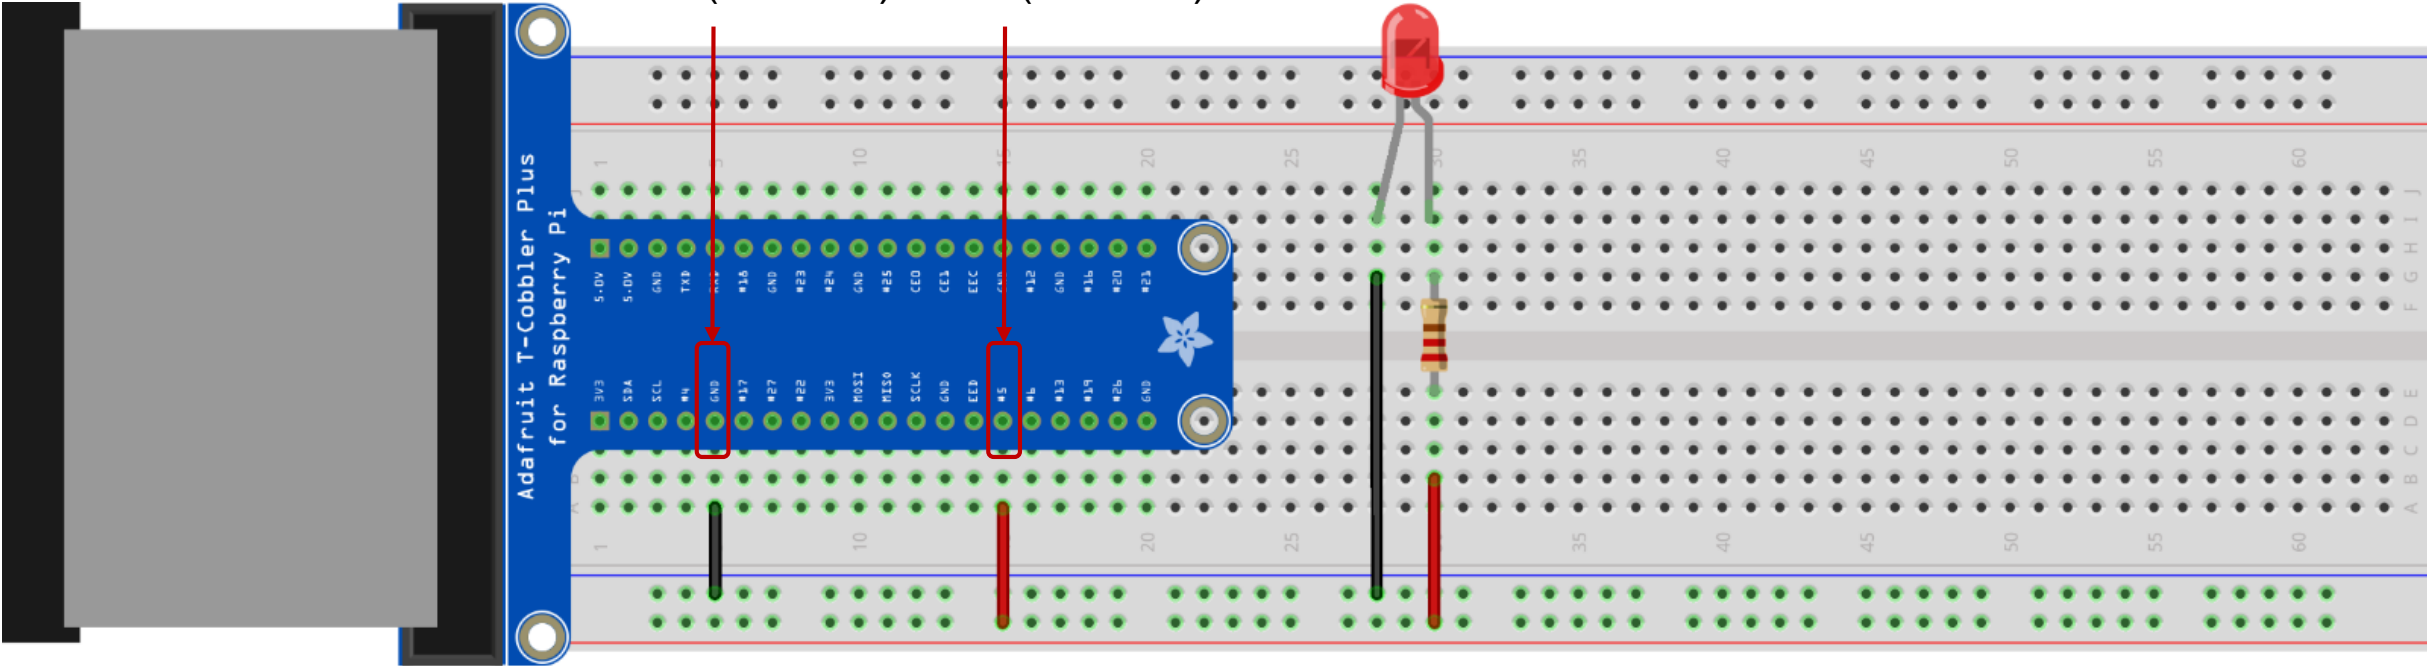 Adafruit T-Cobbler Plus
for Raspberry Pi
1 10 15 20 25 30 35 40 45 50 55 60
J
I
H
G
F
5.0V 5.0V GND TXD #18 GND #23 #24 GND #25 CE0 CE1 EEC GND #12 GND #16 #20 #21
3V3 SDA SCL #4 GND #17 #27 #22 3V3 MOSI MISO SCLK GND EED #5 #6 #13 #19 #26 GND
E
D
C
B
A
1 10 20 25 35 40 45 50 55 60